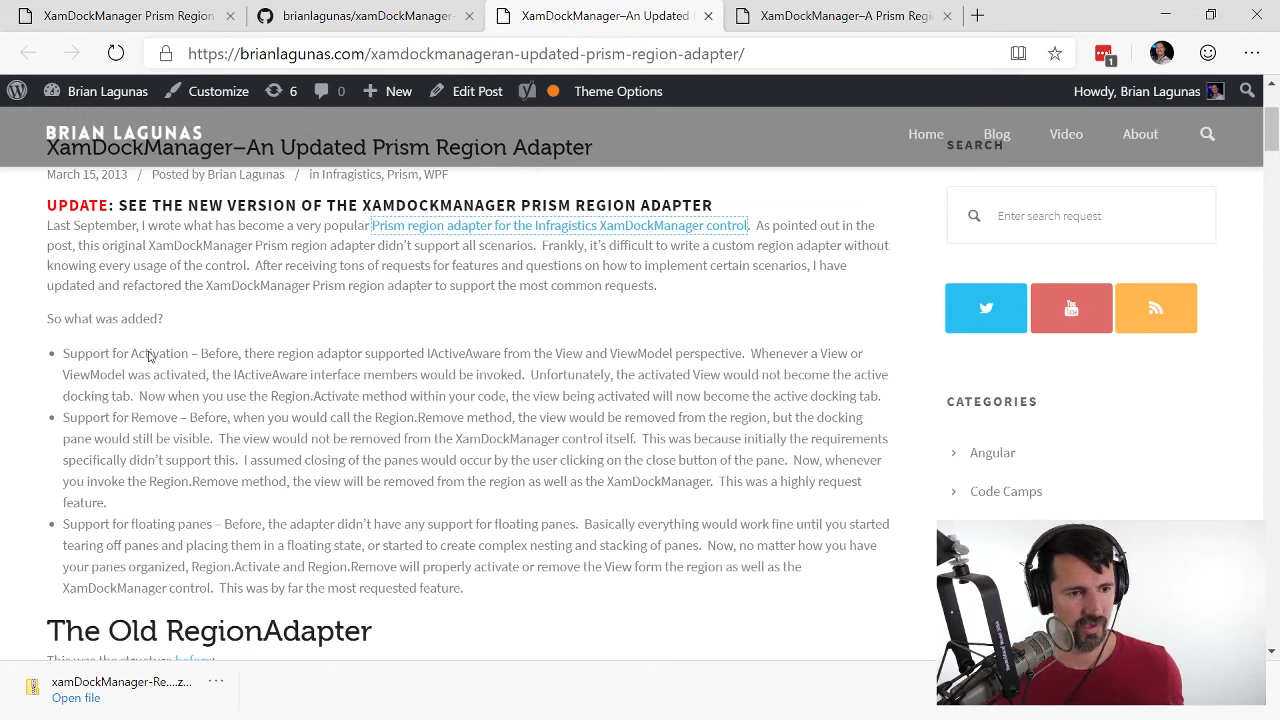 Brian Lagunas
GitHub - brianlagunas/xamDockM
XamDockManager–An Updated
XamDockManager–A Prism Region
https://brianlagunas.com/xamdockmanageran-updated-prism-region-adapter/
1
Brian Lagunas
Customize
6
0
New
Edit Post
Theme Options
Howdy, Brian Lagunas
BRIAN LAGUNAS
Home
Blog
Video
About
XamDockManager–An Updated Prism Region Adapter
March 15, 2013 / Posted by Brian Lagunas / in Infragistics, Prism, WPF
UPDATE: SEE THE NEW VERSION OF THE XAMDOCKMANAGER PRISM REGION ADAPTER
Last September, I wrote what has become a very popular Prism region adapter for the Infragistics XamDockManager control. As pointed out in the
post, this original XamDockManager Prism region adapter didn't support all scenarios. Frankly, it's difficult to write a custom region adapter without
knowing every usage of the control. After receiving tons of requests for features and questions on how to implement certain scenarios, I have
updated and refactored the XamDockManager Prism region adapter to support the most common requests.
So what was added?
• Support for Activation – Before, there region adaptor supported IActiveAware from the View and ViewModel perspective. Whenever a View or
ViewModel was activated, the IActiveAware interface members would be invoked. Unfortunately, the activated View would not become the active
docking tab. Now when you use the Region.Activate method within your code, the view being activated will now become the active docking tab.
• Support for Remove – Before, when you would call the Region.Remove method, the view would be removed from the region, but the docking
pane would still be visible. The view would not be removed from the XamDockManager control itself. This was because initially the requirements
specifically didn't support this. I assumed closing of the panes would occur by the user clicking on the close button of the pane. Now, whenever
you invoke the Region.Remove method, the view will be removed from the region as well as the XamDockManager. This was a highly request
feature.
• Support for floating panes – Before, the adapter didn't have any support for floating panes. Basically everything would work fine until you started
tearing off panes and placing them in a floating state, or started to create complex nesting and stacking of panes. Now, no matter how you have
your panes organized, Region.Activate and Region.Remove will properly activate or remove the View form the region as well as the
XamDockManager control. This was by far the most requested feature.
The Old RegionAdapter
This was the structure before:
SEARCH
Enter search request
You Tube
CATEGORIES
Angular
Code Camps
xamDockManager-Re....z...
Open file